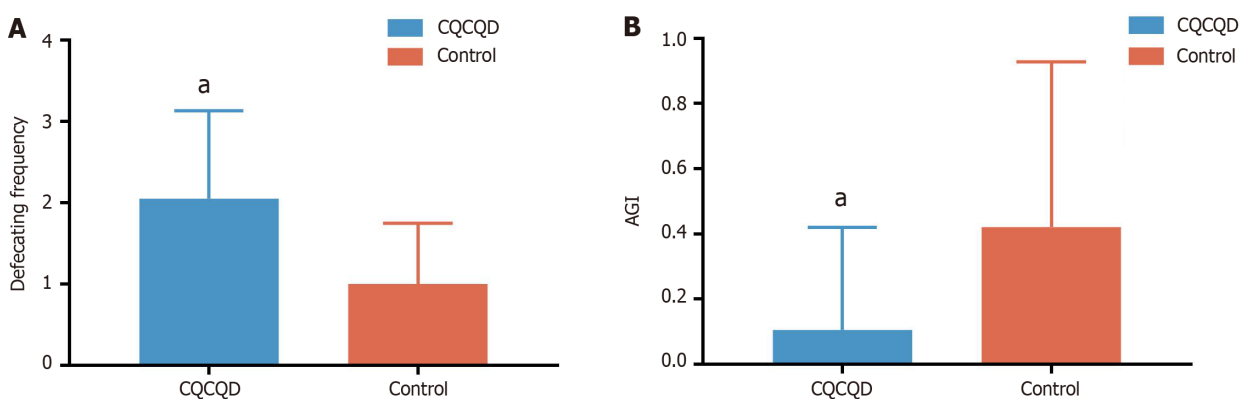 A
CQCQD
Control
a
Defecating frequency
4
3
2
1
0
CQCQD
Control
B
CQCQD
Control
a
AGI
1.0
0.8
0.6
0.4
0.2
0.0
CQCQD
Control